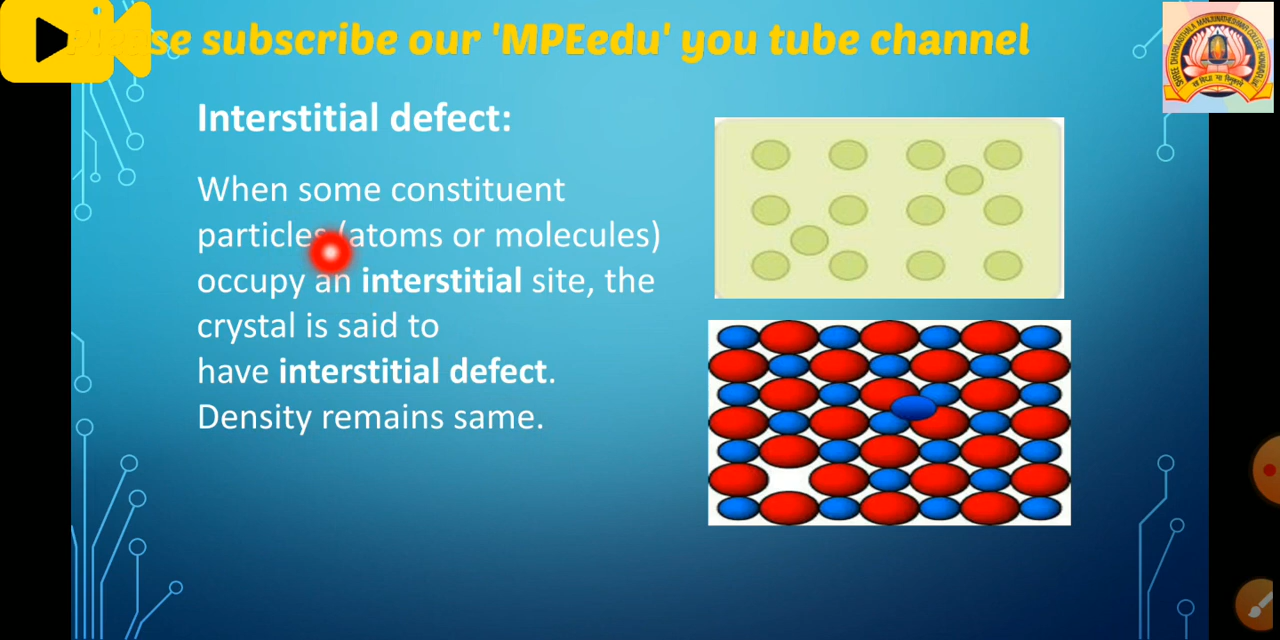 Please subscribe our 'MPEedu' you tube channel
Interstitial defect:
When some constituent
particles (atoms or molecules)
occupy an interstitial site, the
crystal is said to
have interstitial defect.
Density remains same.